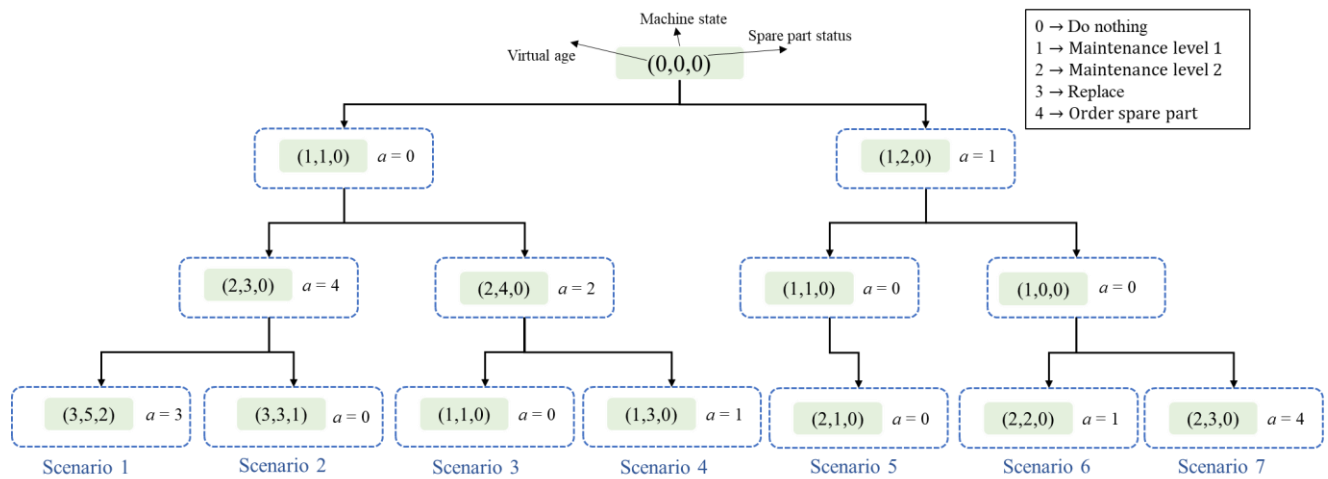 Machine state
Virtual age
Spare part status
(0,0,0)
0 → Do nothing
1 → Maintenance level 1
2 → Maintenance level 2
3 → Replace
4 → Order spare part
(1,1,0) a = 0
(1,2,0) a = 1
(2,3,0) a = 4
(2,4,0) a = 2
(1,1,0) a = 0
(1,0,0) a = 0
(3,5,2) a = 3
(3,3,1) a = 0
(1,1,0) a = 0
(1,3,0) a = 1
(2,1,0) a = 0
(2,2,0) a = 1
(2,3,0) a = 4
Scenario 1
Scenario 2
Scenario 3
Scenario 4
Scenario 5
Scenario 6
Scenario 7